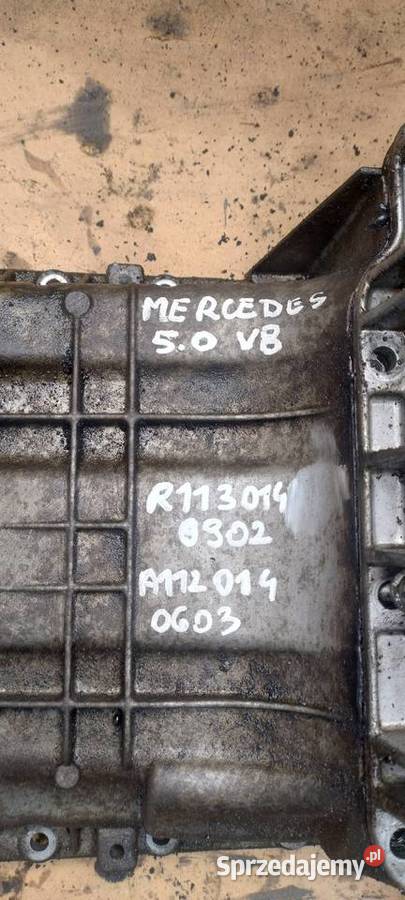 MERCEDES
5.0 V8
R113014
0302
A112014
0603
Sprzedajemy.pl